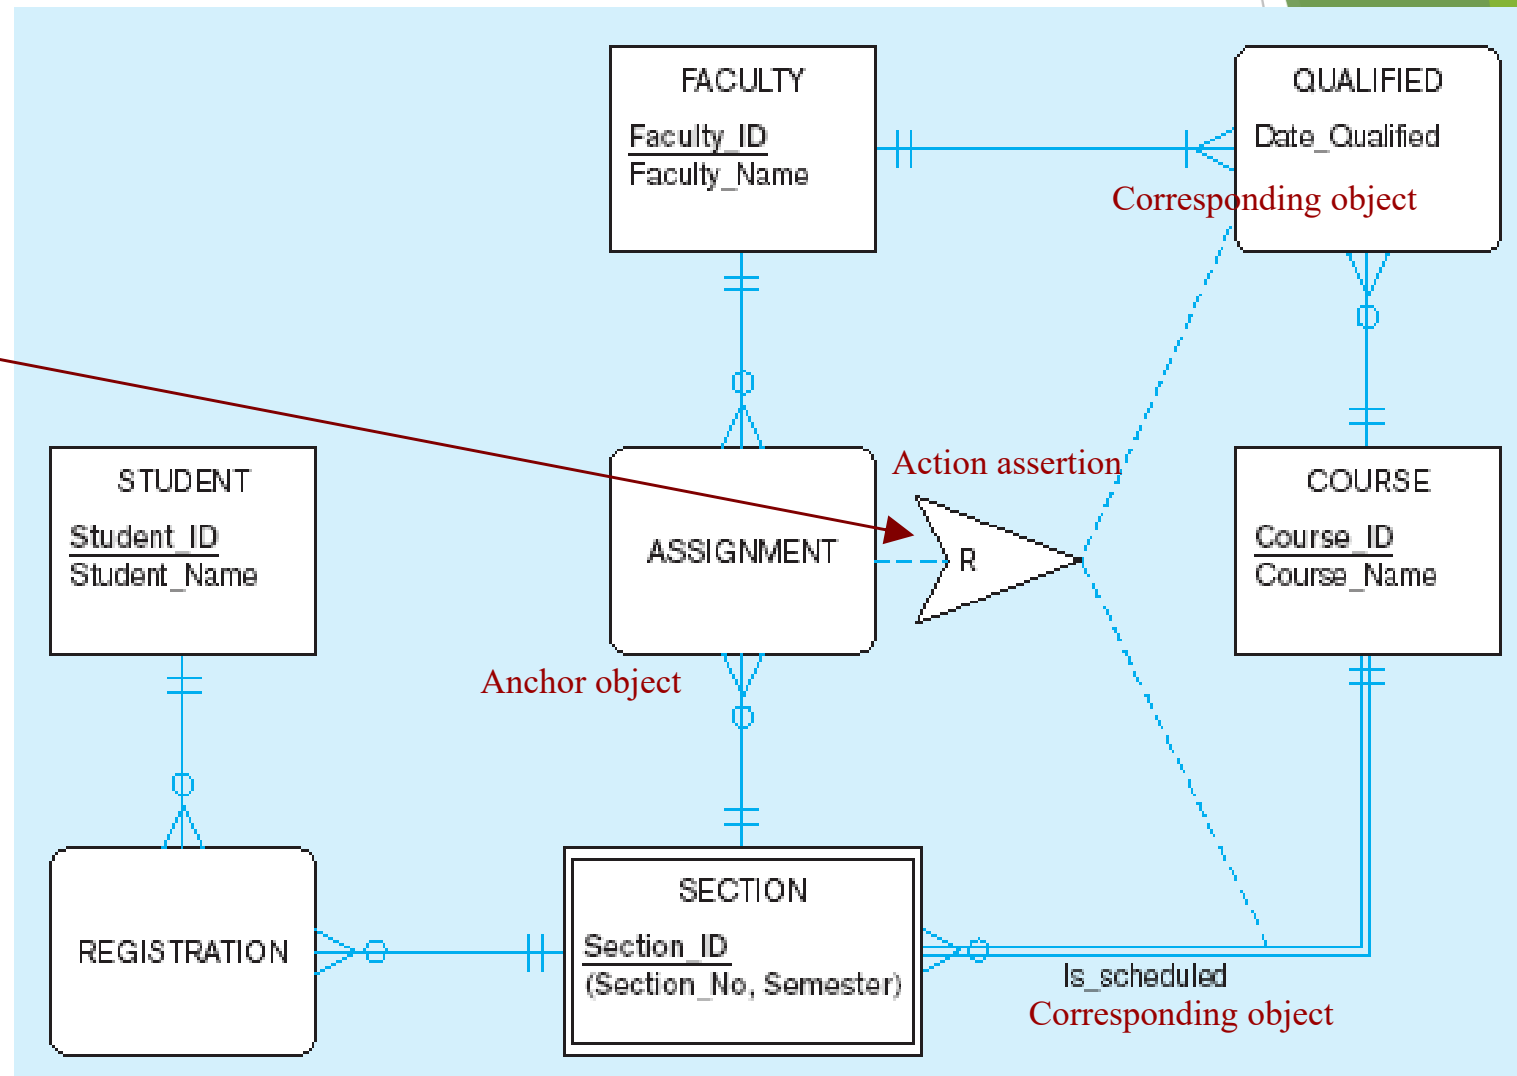 FACULTY
Faculty_ID
Faculty_Name
QUALIFIED
Date_Qualified
Corresponding object
STUDENT
Student_ID
Student_Name
ASSIGNMENT
Action assertion
R
COURSE
Course_ID
Course_Name
Anchor object
REGISTRATION
SECTION
Section_ID
(Section_No, Semester)
Is_scheduled
Corresponding object